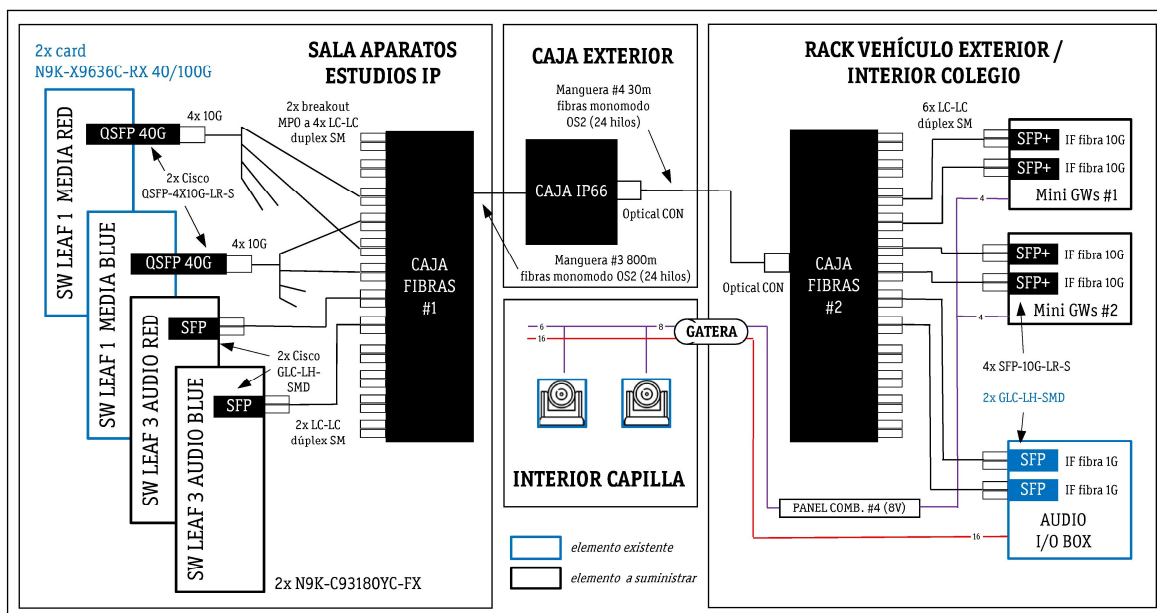 2x card
N9K-X9636C-RX 40/100G
SW LEAF 1  MEDIA RED
QSFP 40G
4x 10G
2x Cisco
QSFP-4X10G-LR-S
SW LEAF 1  MEDIA BLUE
QSFP 40G
4x 10G
SW LEAF 3 AUDIO RED
SFP
2x Cisco
GLC-LH-
SMD
SW LEAF 3 AUDIO BLUE
SFP
2x LC-LC
dúplex SM
2x N9K-C93180YC-FX
SALA APARATOS
ESTUDIOS IP
2x breakout
MPO a 4x LC-LC
duplex SM
CAJA
FIBRAS
#1
CAJA EXTERIOR
Manguera #4 30m
fibras monomodo
OS2 (24 hilos)
CAJA IP66
Optical CON
Manguera #3 800m
fibras monomodo OS2 (24 hilos)
6
8
16
GATERA
INTERIOR CAPILLA
elemento existente
elemento  a suministrar
RACK VEHÍCULO EXTERIOR /
INTERIOR COLEGIO
6x LC-LC
dúplex SM
Optical CON
CAJA
FIBRAS
#2
SFP+
IF fibra 10G
SFP+
IF fibra 10G
4
Mini GWs #1
SFP+
IF fibra 10G
SFP+
IF fibra 10G
4
Mini GWs #2
4x SFP-10G-LR-S
2x GLC-LH-SMD
SFP
IF fibra 1G
SFP
IF fibra 1G
PANEL COMB. #4 (8V)
16
AUDIO
I/O BOX